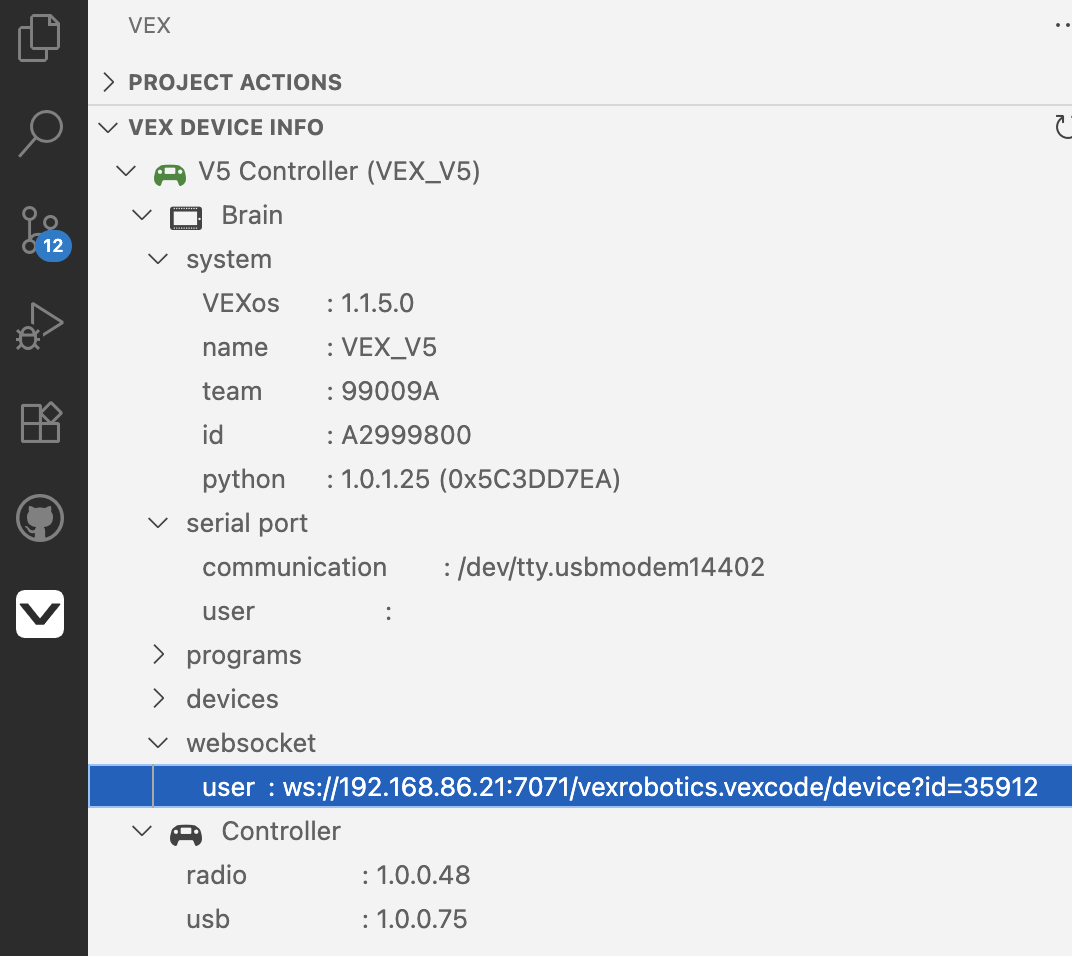 VEX
PROJECT ACTIONS
VEX DEVICE INFO
V5 Controller (VEX_V5)
Brain
system
VEXos : 1.1.5.0
12
name : VEX_V5
team : 99009A
id : A2999800
python : 1.0.1.25 (0x5C3DD7EA)
serial port
communication : /dev/tty.usbmodem14402
user :
programs
devices
websocket
user : ws://192.168.86.21:7071/vexrobotics.vexcode/device?id=35912
Controller
radio : 1.0.0.48
usb : 1.0.0.75